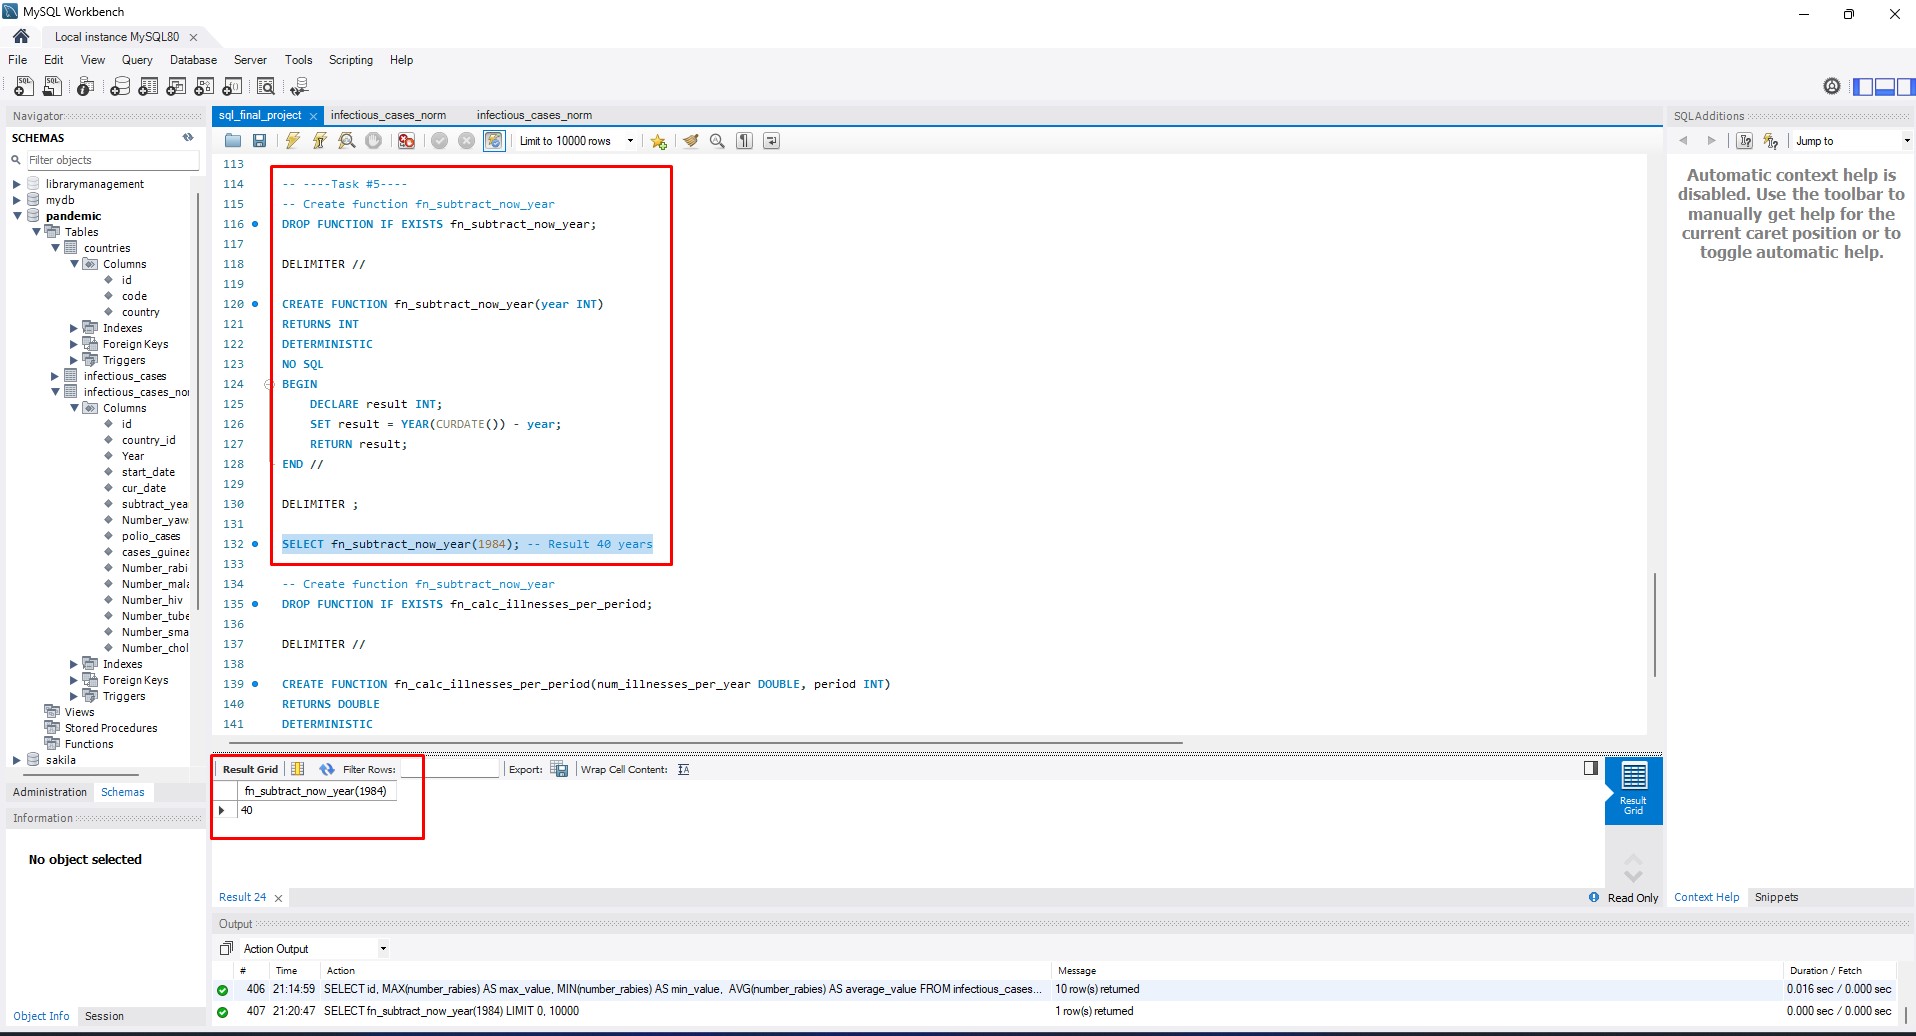 MySQL Workbench
Local instance MySQL80
File Edit View Query Database Server Tools Scripting Help
Navigator
SCHEMAS
Filter objects
librarymanagement
mydb
pandemic
Tables
countries
Columns
id
code
country
Indexes
Foreign Keys
Triggers
infectious_cases
infectious_cases_nor
Columns
id
country_id
Year
start_date
cur_date
subtract_yea
Number_yaw
polio_cases
cases_guinea
Number_rabi
Number_mala
Number_hiv
Number_tube
Number_sma
Number_chol
Indexes
Foreign Keys
Triggers
Views
Stored Procedures
Functions
sakila
Administration Schemas
Information
No object selected
Object Info Session
sql_final_project infectious_cases_norm infectious_cases_norm
Limit to 10000 rows
113
114 -- ----Task #5----
115 -- Create function fn_subtract_now_year
116 DROP FUNCTION IF EXISTS fn_subtract_now_year;
117
118 DELIMITER //
119
120 CREATE FUNCTION fn_subtract_now_year(year INT)
121 RETURNS INT
122 DETERMINISTIC
123 NO SQL
124 BEGIN
125 DECLARE result INT;
126 SET result = YEAR(CURDATE()) - year;
127 RETURN result;
128 END //
129
130 DELIMITER ;
131
132 SELECT fn_subtract_now_year(1984); -- Result 40 years
133
134 -- Create function fn_subtract_now_year
135 DROP FUNCTION IF EXISTS fn_calc_illnesses_per_period;
136
137 DELIMITER //
138
139 CREATE FUNCTION fn_calc_illnesses_per_period(num_illnesses_per_year DOUBLE, period INT)
140 RETURNS DOUBLE
141 DETERMINISTIC
Result Grid Filter Rows: Export: Wrap Cell Content:
fn_subtract_now_year(1984)
40
Result Grid
Result 24
Read Only
Output
Action Output
# Time Action Message Duration / Fetch
406 21:14:59 SELECT id, MAX(number_rabies) AS max_value, MIN(number_rabies) AS min_value, AVG(number_rabies) AS average_value FROM infectious_cases... 10 row(s) returned 0.016 sec / 0.000 sec
407 21:20:47 SELECT fn_subtract_now_year(1984) LIMIT 0, 10000 1 row(s) returned 0.000 sec / 0.000 sec
SQLAdditions
Jump to
Automatic context help is
disabled. Use the toolbar to
manually get help for the
current caret position or to
toggle automatic help.
Context Help Snippets